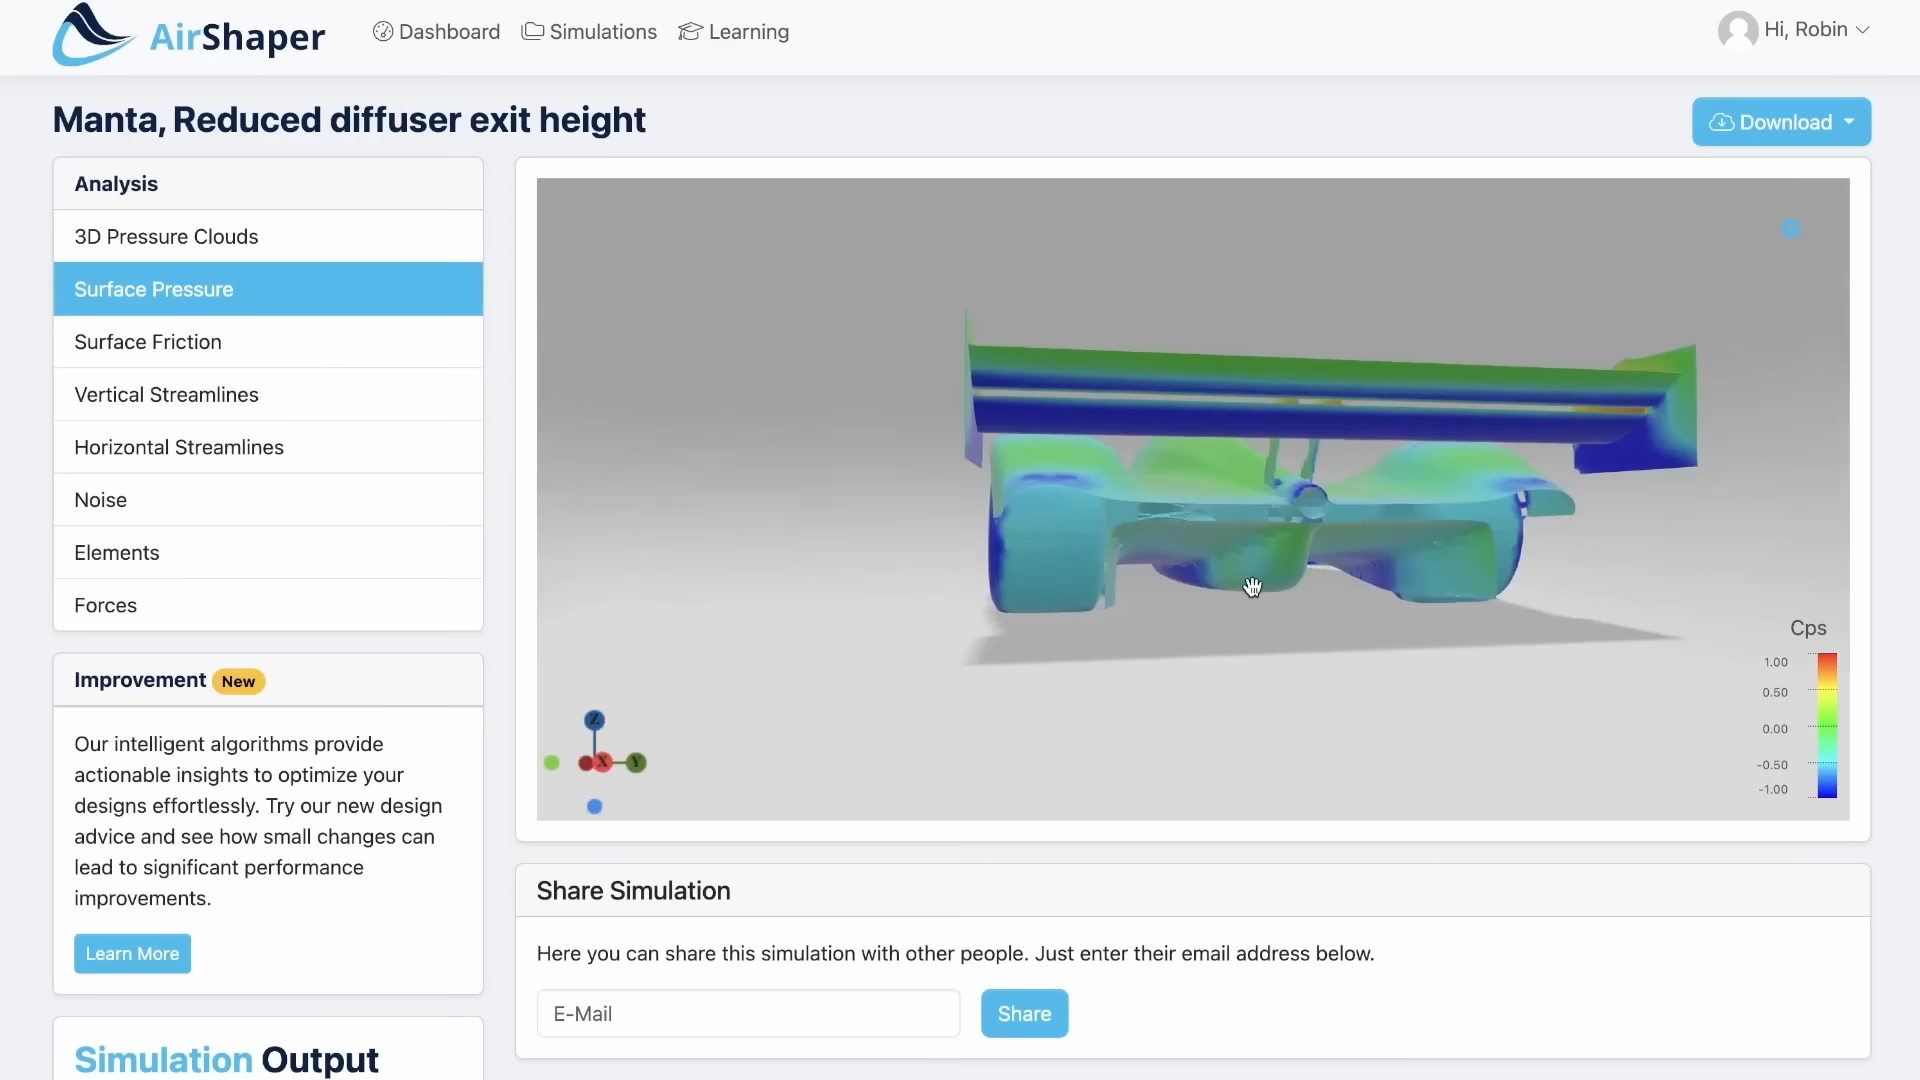 AirShaper
Dashboard
Simulations
Learning
Hi, Robin
Manta, Reduced diffuser exit height
Download
Analysis
3D Pressure Clouds
Surface Pressure
Surface Friction
Vertical Streamlines
Horizontal Streamlines
Noise
Elements
Forces
Improvement New
Our intelligent algorithms provide
actionable insights to optimize your
designs effortlessly. Try our new design
advice and see how small changes can
lead to significant performance
improvements.
Learn More
Simulation Output
Z
X
Y
Cps
1.00
0.50
0.00
-0.50
-1.00
Share Simulation
Here you can share this simulation with other people. Just enter their email address below.
E-Mail
Share